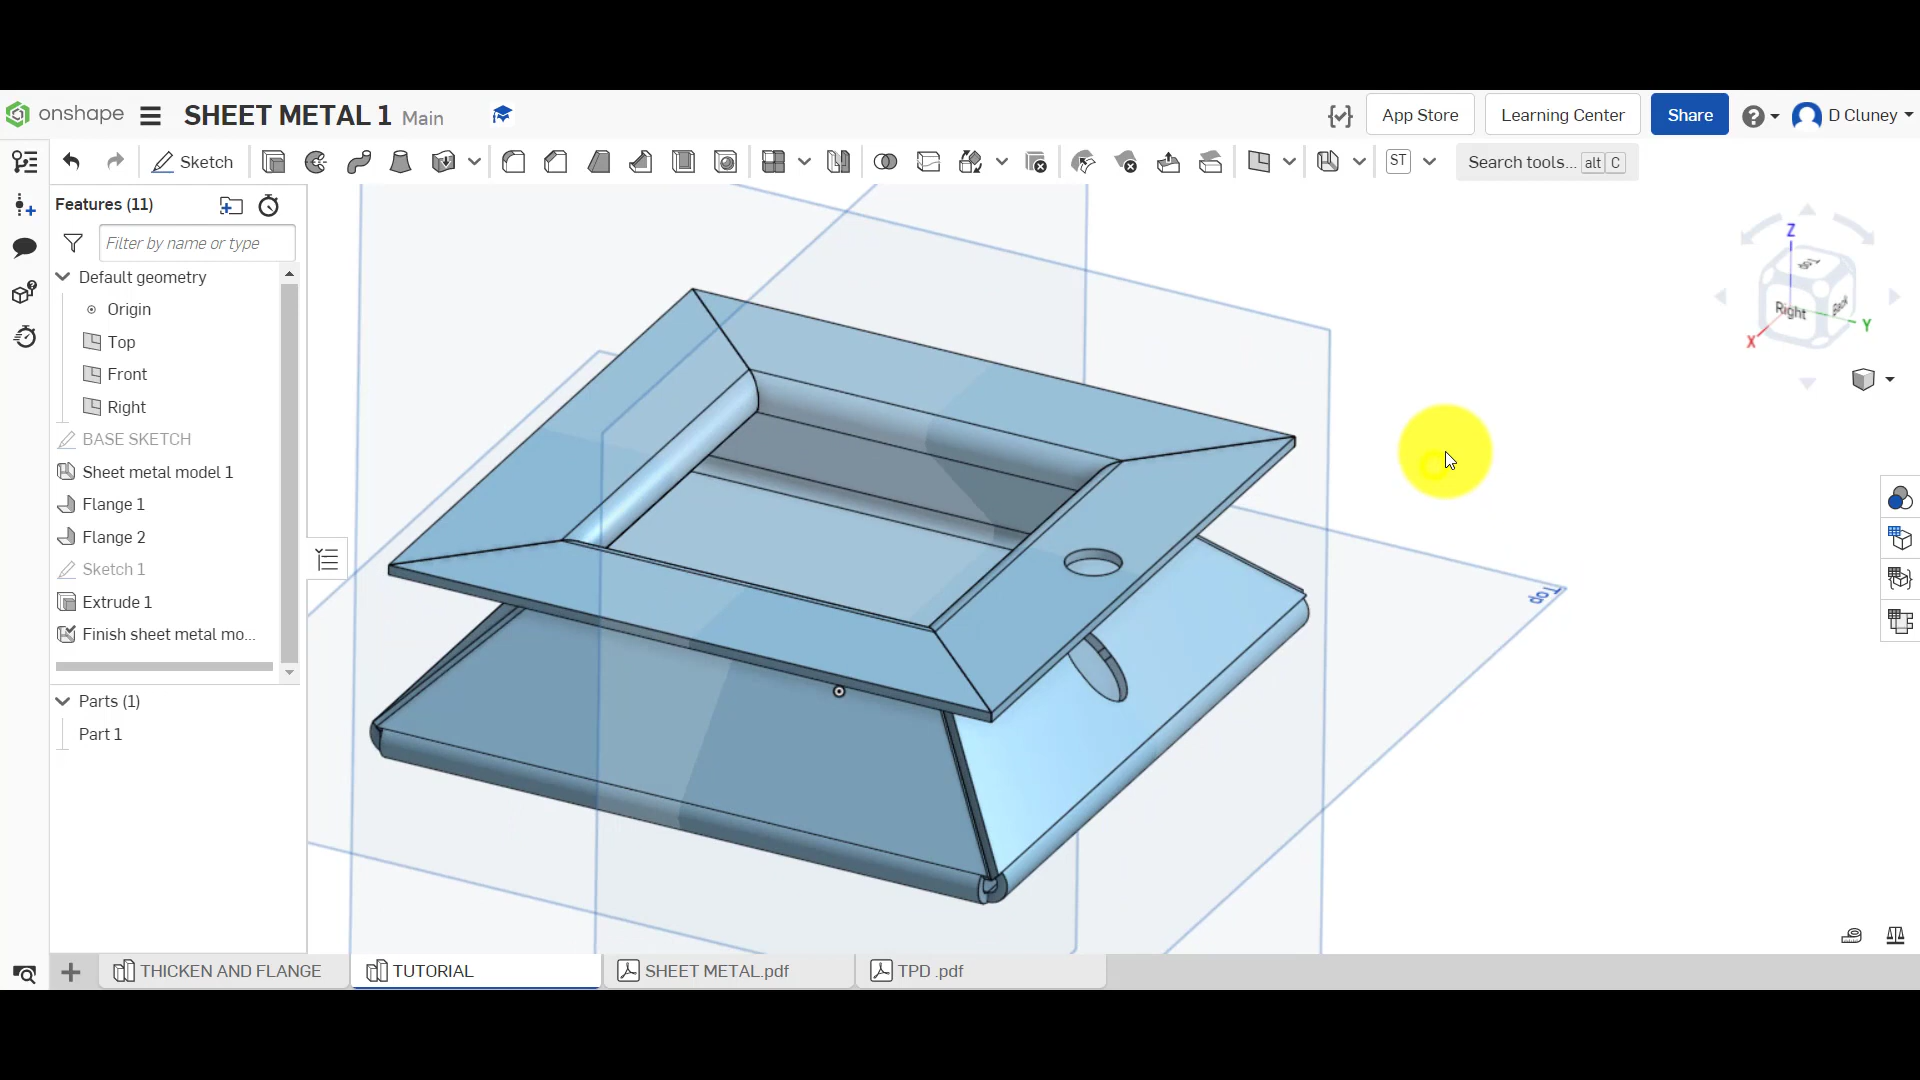 onshape SHEET METAL 1 Main App Store Learning Center Share D Cluney
Sketch ST Search tools... alt C
Features (11)
Filter by name or type
Default geometry
Origin
Top
Front
Right
BASE SKETCH
Sheet metal model 1
Flange 1
Flange 2
Sketch 1
Extrude 1
Finish sheet metal mo...
Parts (1)
Part 1
Z
Top
Right
Back
X
Y
Top
THICKEN AND FLANGE TUTORIAL SHEET METAL.pdf TPD .pdf